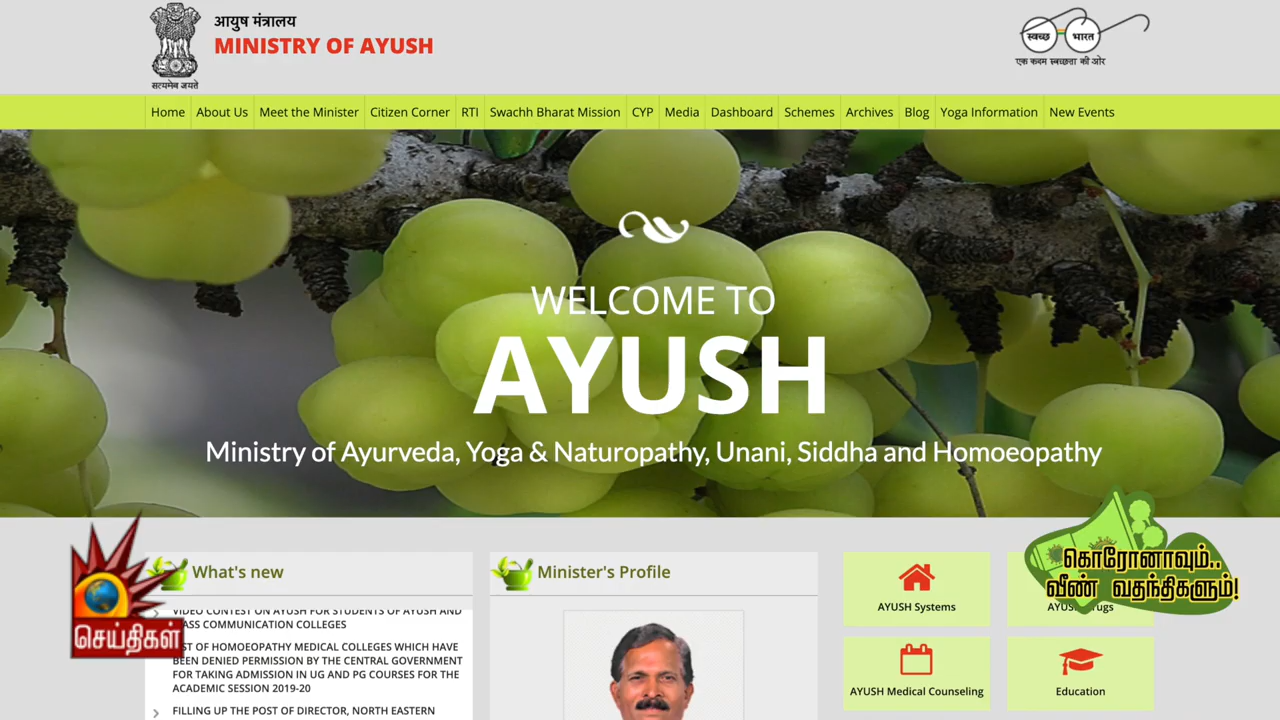 आयुष मंत्रालय
MINISTRY OF AYUSH
सत्यमेव जयते
स्वच्छ भारत
एक कदम स्वच्छता की ओर
Home About Us Meet the Minister Citizen Corner RTI Swachh Bharat Mission CYP Media Dashboard Schemes Archives Blog Yoga Information New Events
WELCOME TO
AYUSH
Ministry of Ayurveda, Yoga & Naturopathy, Unani, Siddha and Homoeopathy
What's new
VIDEO CONTEST ON AYUSH FOR STUDENTS OF AYUSH AND
COMMUNICATION COLLEGES
OF HOMOEOPATHY MEDICAL COLLEGES WHICH HAVE
BEEN DENIED PERMISSION BY THE CENTRAL GOVERNMENT
FOR TAKING ADMISSION IN UG AND PG COURSES FOR THE
ACADEMIC SESSION 2019-20
FILLING UP THE POST OF DIRECTOR, NORTH EASTERN
செய்திகள்
Minister's Profile
AYUSH Systems
AYUSH Medical Counseling
Education
கொரோனாவும்..
வீண் வதந்திகளும்!